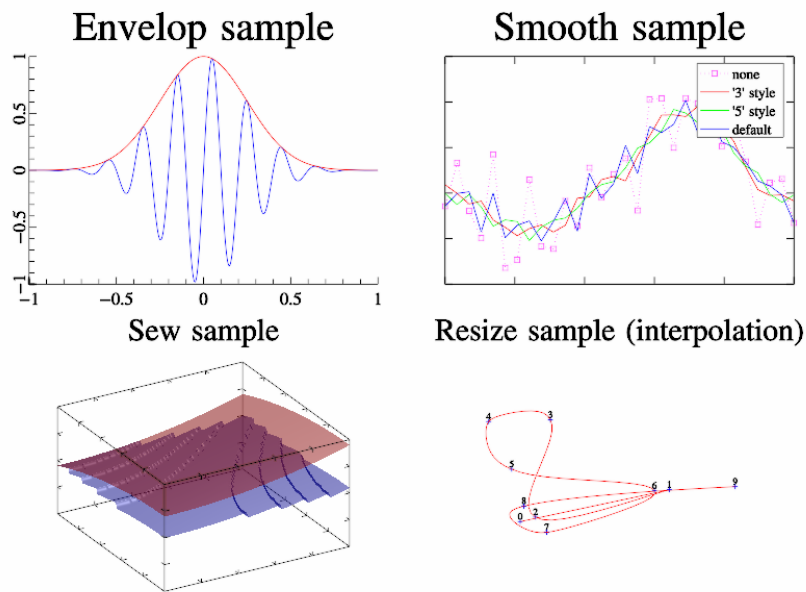 Envelop sample
1
0.5
0
−0.5
−1
−1
−0.5
0
0.5
1
Smooth sample
none
'3' style
'5' style
default
Sew sample
Resize sample (interpolation)
4
3
5
6
1
9
8
0
2
7